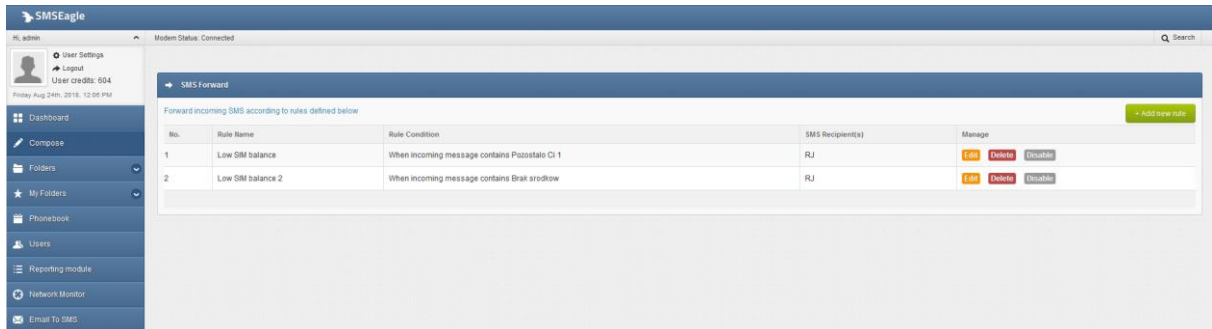 SMSEagle
Hi, admin
Modem Status: Connected
Search
User Settings
Logout
User credits: 604
Friday Aug 24th, 2018, 12:06 PM
SMS Forward
Forward incoming SMS according to rules defined below
+ Add new rule
No. Rule Name Rule Condition SMS Recipient(s) Manage
1 Low SIM balance When incoming message contains Pozostalo Ci 1 RJ Edit Delete Disable
2 Low SIM balance 2 When incoming message contains Brak srodkow RJ Edit Delete Disable
Dashboard
Compose
Folders
My Folders
Phonebook
Users
Reporting module
Network Monitor
Email To SMS